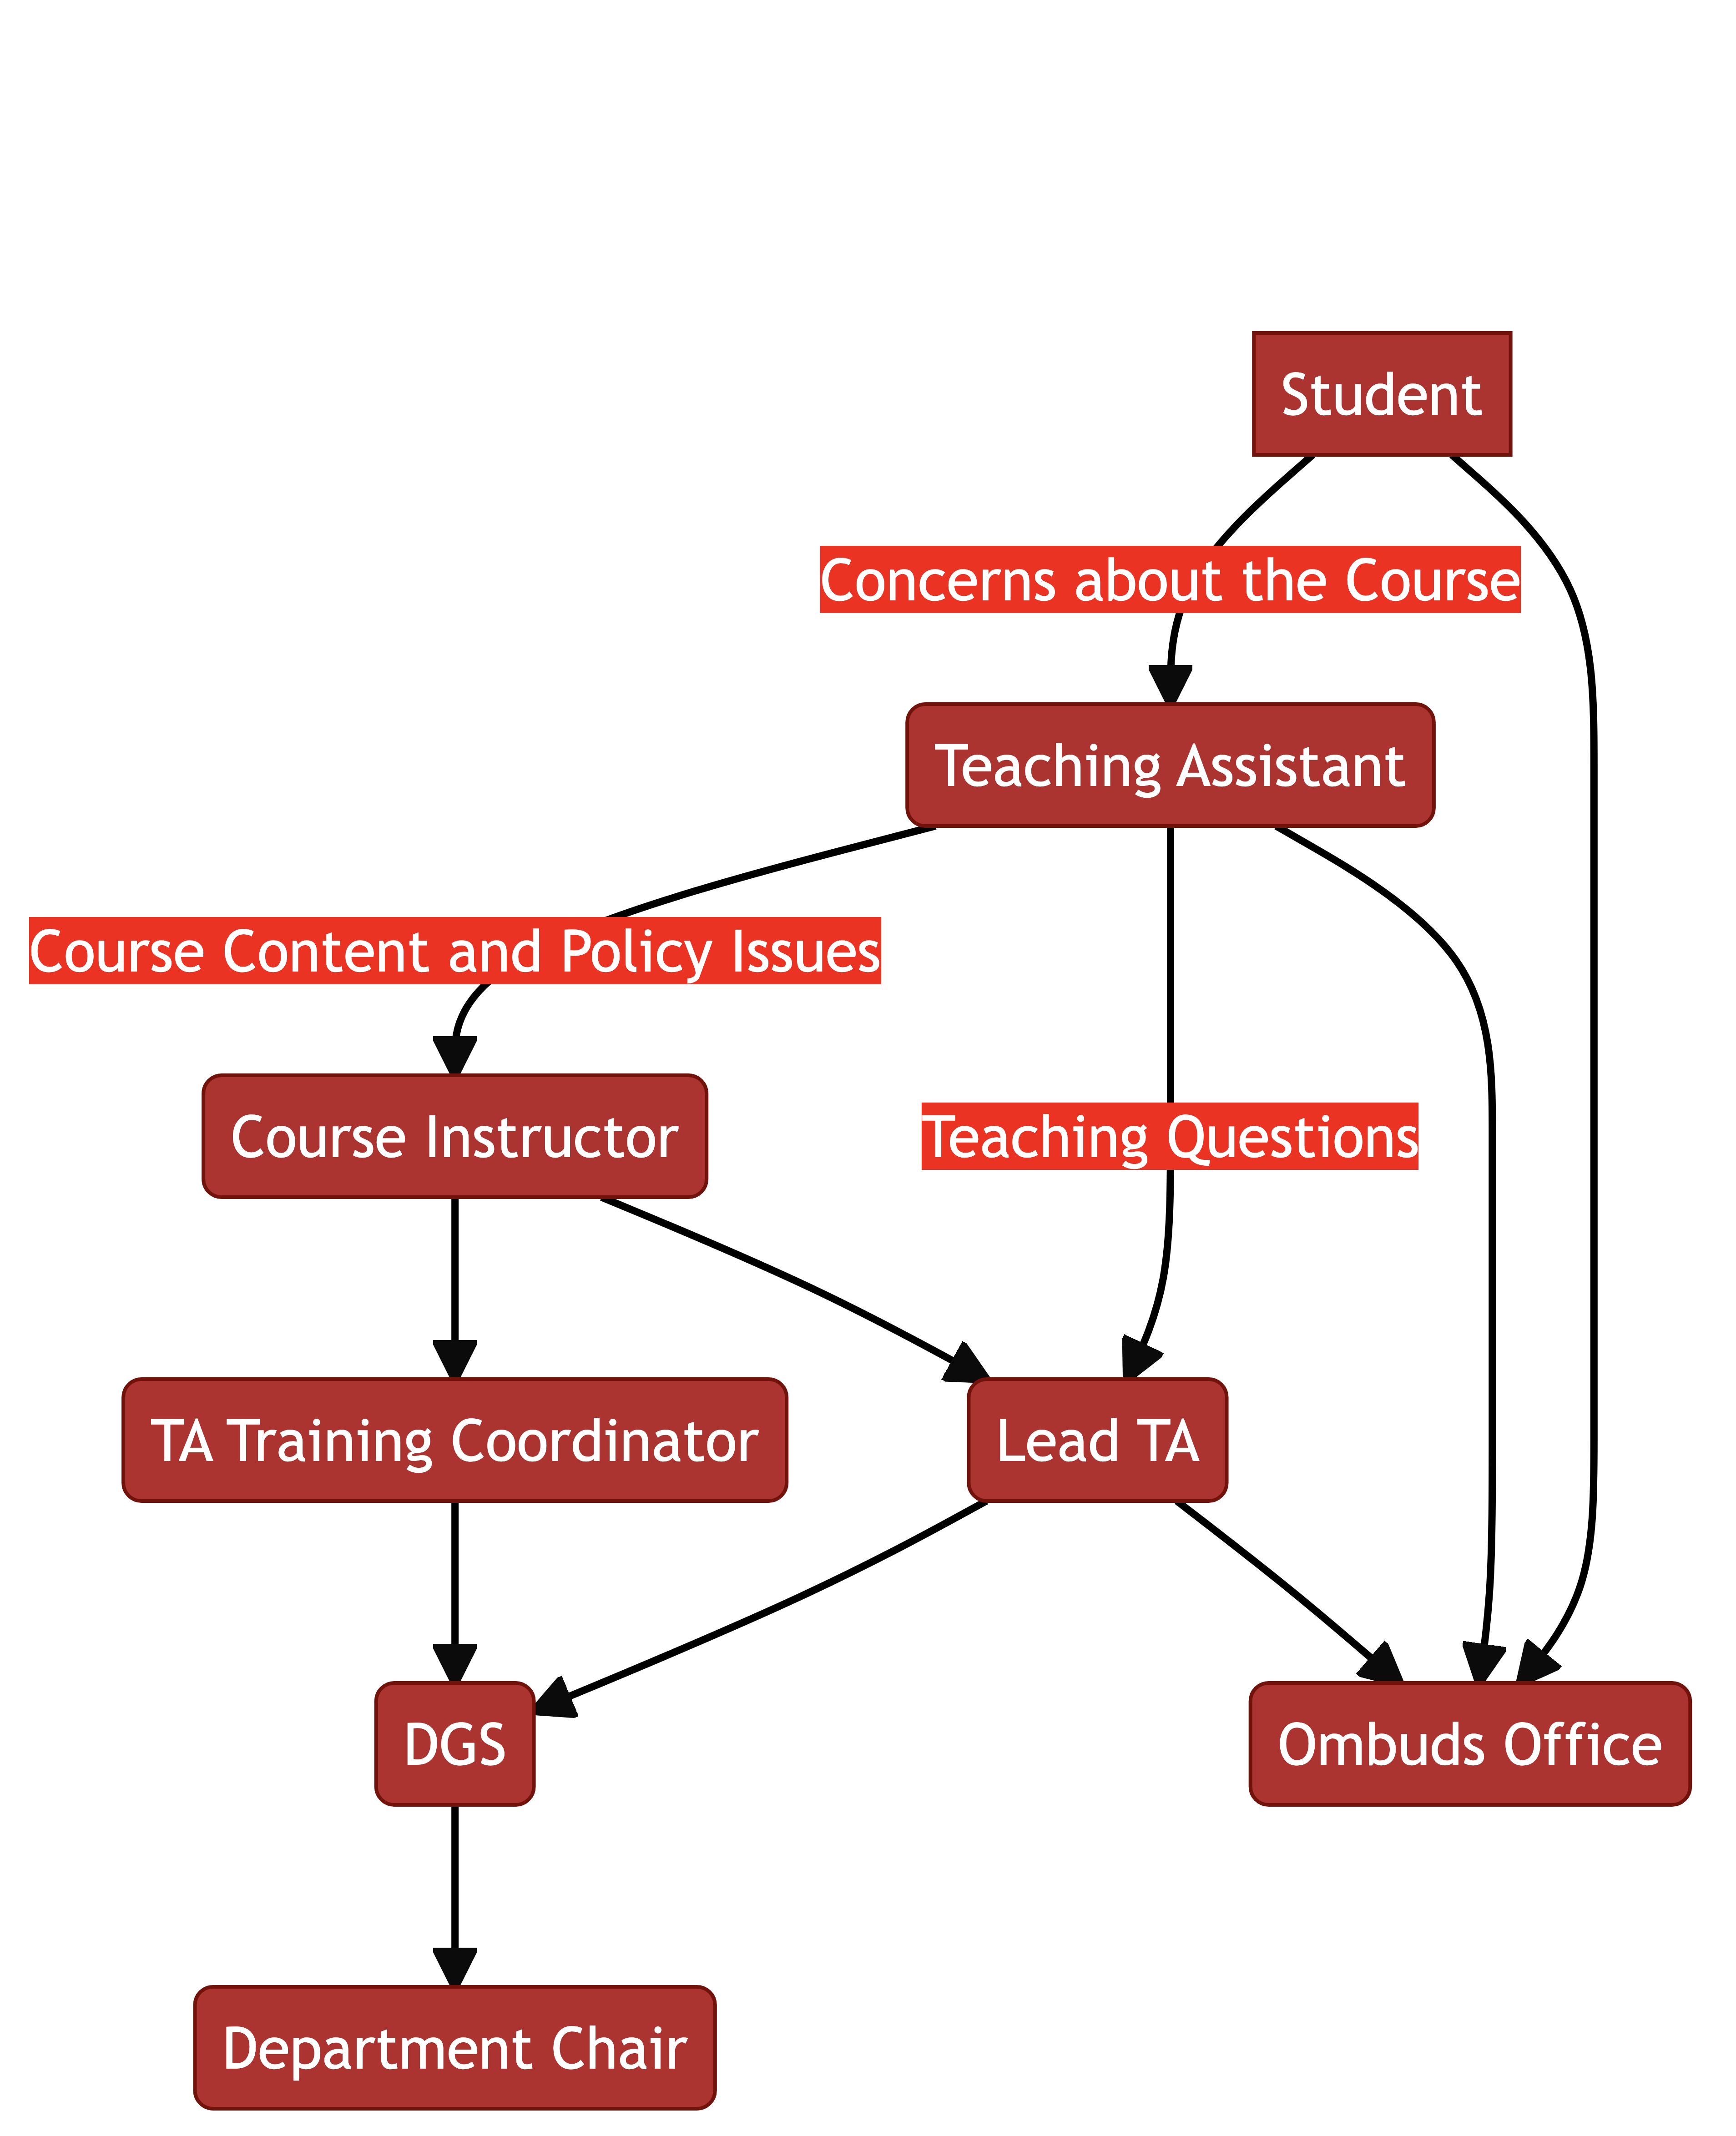 Student
Concerns about the Course
Teaching Assistant
Course Content and Policy Issues
Course Instructor
Teaching Questions
TA Training Coordinator
Lead TA
DGS
Ombuds Office
Department Chair